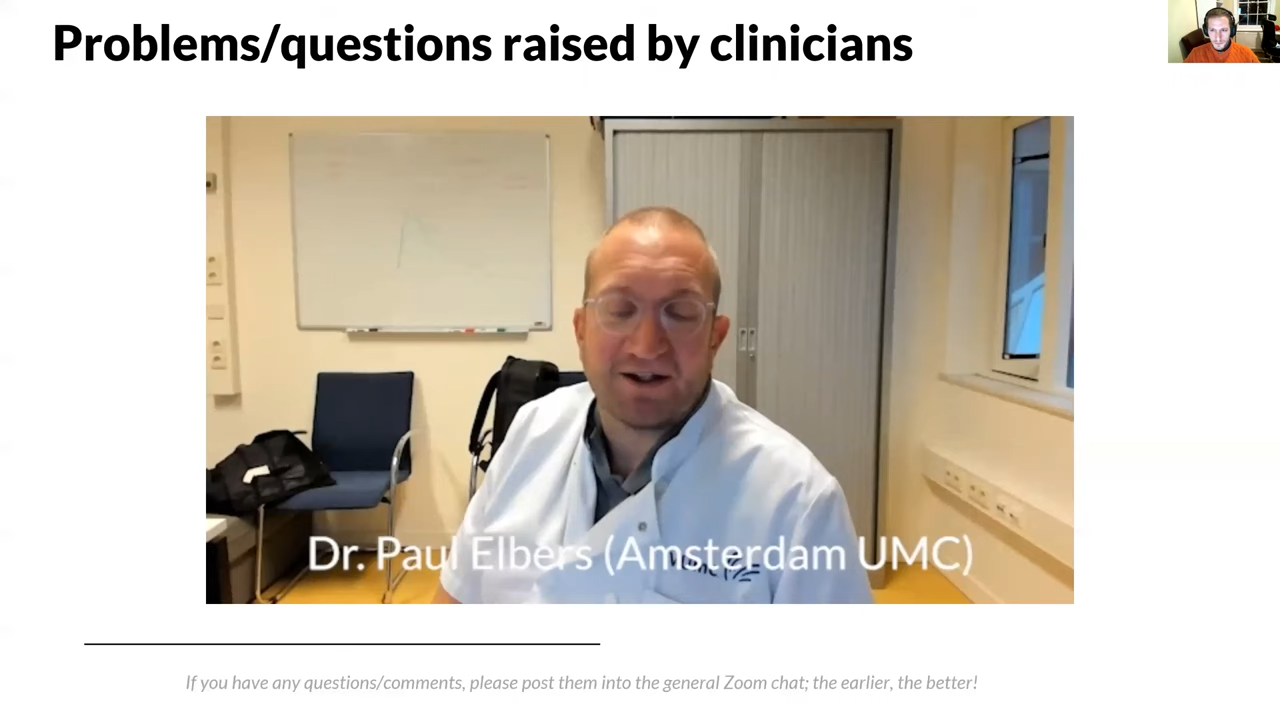 Problems/questions raised by clinicians
Dr. Paul Elbers (Amsterdam UMC)
If you have any questions/comments, please post them into the general Zoom chat; the earlier, the better!